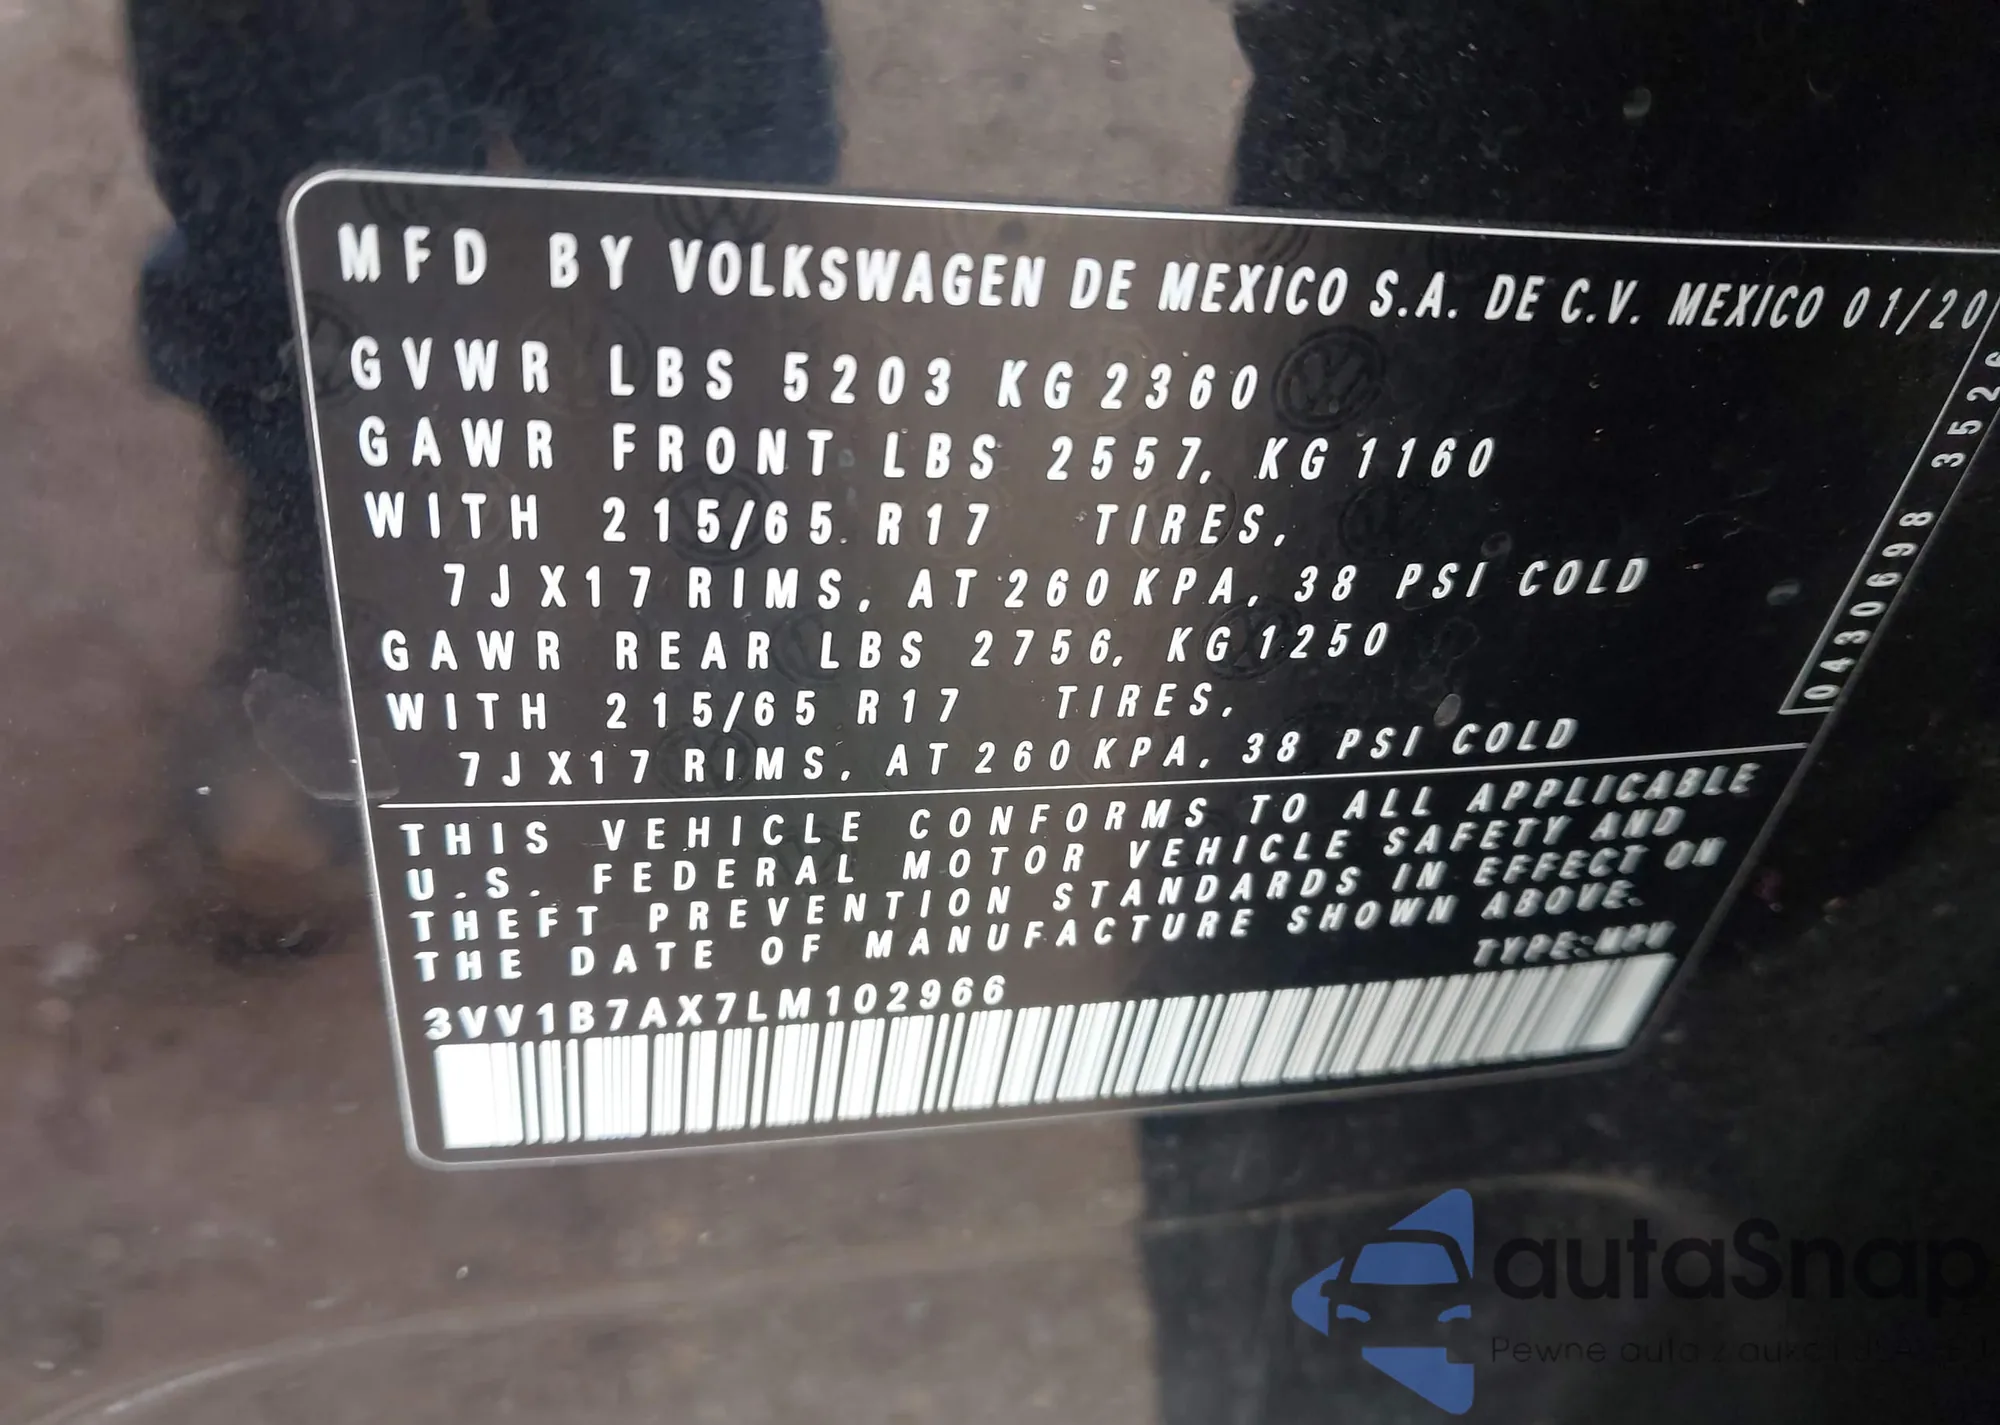 MFD BY VOLKSWAGEN DE MEXICO S.A. DE C.V. MEXICO 01/20
GVWR LBS 5203 KG 2360
GAWR FRONT LBS 2557, KG 1160
WITH 215/65 R17 TIRES,
7JX17 RIMS, AT 260 KPA, 38 PSI COLD
GAWR REAR LBS 2756, KG 1250
WITH 215/65 R17 TIRES,
7JX17 RIMS, AT 260 KPA, 38 PSI COLD
0430698 352
THIS VEHICLE CONFORMS TO ALL APPLICABLE
U.S. FEDERAL MOTOR VEHICLE SAFETY AND
THEFT PREVENTION STANDARDS IN EFFECT ON
THE DATE OF MANUFACTURE SHOWN ABOVE.
TYPE:MPV
3VV1B7AX7LM102966
autaSnap
Pewne auta z